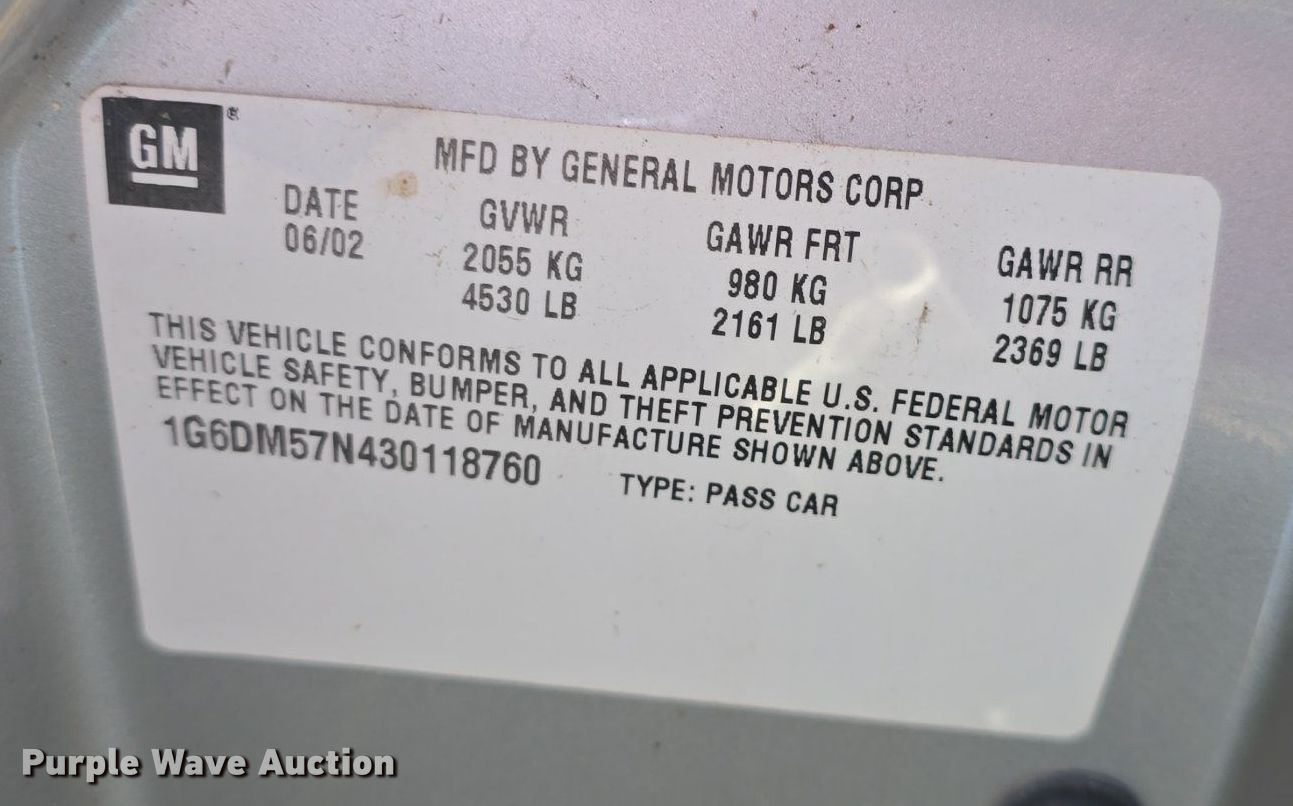 GM ®
MFD BY GENERAL MOTORS CORP
DATE GVWR GAWR FRT GAWR RR
06/02 2055 KG 980 KG 1075 KG
4530 LB 2161 LB 2369 LB
THIS VEHICLE CONFORMS TO ALL APPLICABLE U.S. FEDERAL MOTOR
VEHICLE SAFETY, BUMPER, AND THEFT PREVENTION STANDARDS IN
EFFECT ON THE DATE OF MANUFACTURE SHOWN ABOVE.
1G6DM57N430118760 TYPE: PASS CAR
Purple Wave Auction